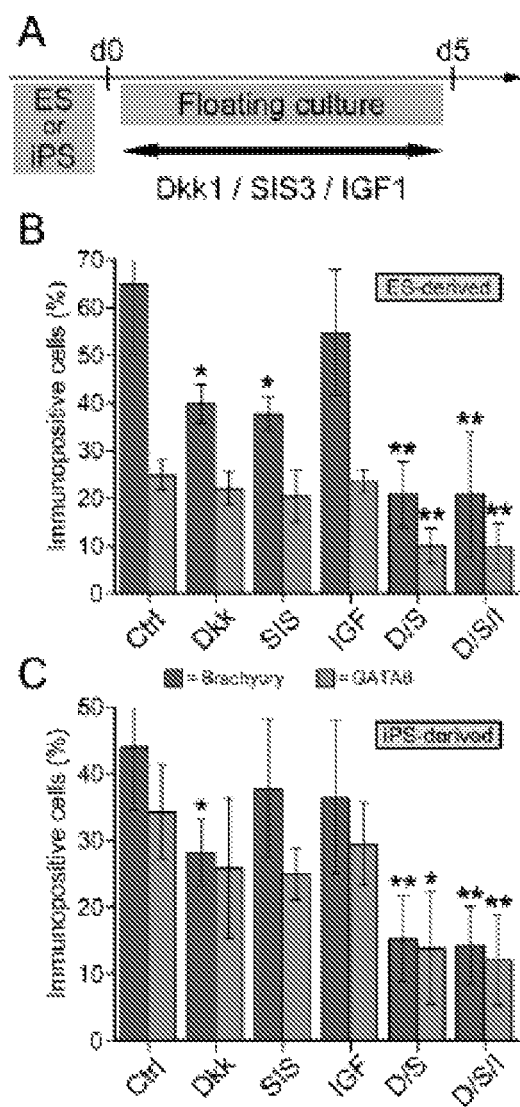 A
d0 d5
ES
or
iPS
Floating culture
Dkk1 / SIS3 / IGF1
B
Immunopositive cells (%)
70
60
50
40
30
20
10
0
ES-derived
* * ** ** ** **
Ctrl Dkk SIS IGF D/S D/S/I
= Brachyury = GATA6
C
Immunopositive cells (%)
50
40
30
20
10
0
iPS-derived
* ** * ** **
Ctrl Dkk SIS IGF D/S D/S/I